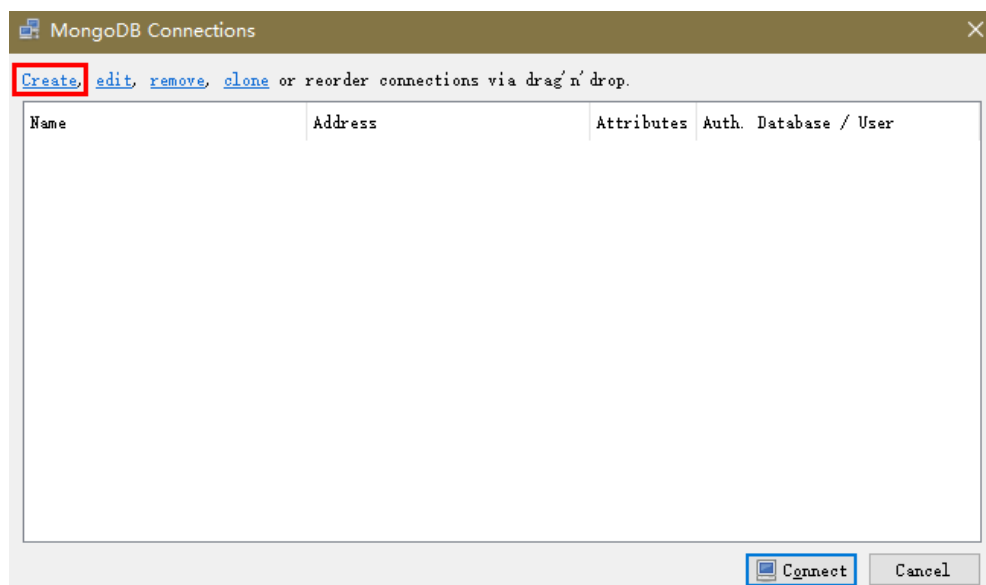 MongoDB Connections
Create, edit, remove, clone or reorder connections via drag'n'drop.
Name Address Attributes Auth. Database / User
Connect Cancel